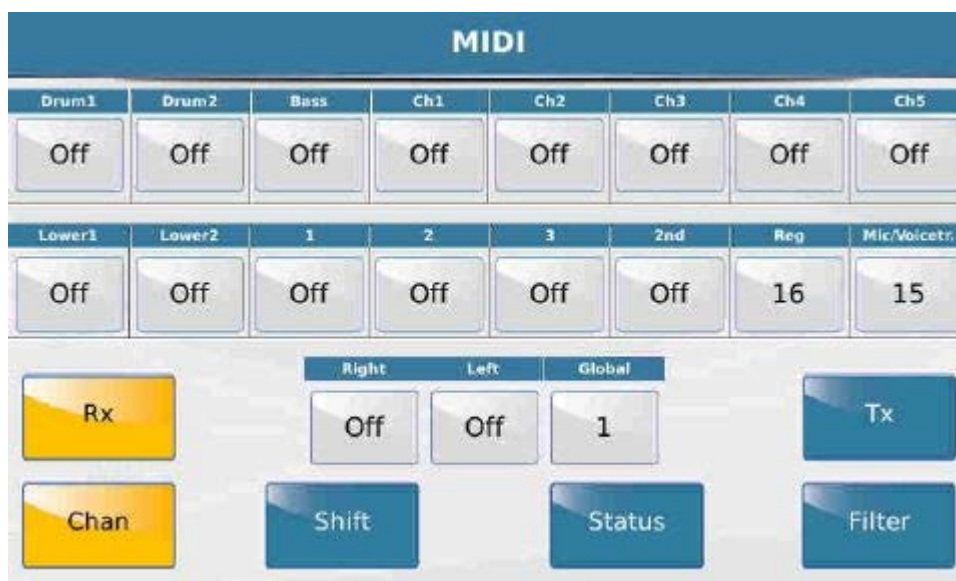 MIDI
Drum1 Drum2 Bass Ch1 Ch2 Ch3 Ch4 Ch5
Off Off Off Off Off Off Off Off
Lower1 Lower2 1 2 3 2nd Reg Mic/Voicetr.
Off Off Off Off Off Off 16 15
Right Left Global
Rx Off Off 1 Tx
Chan Shift Status Filter